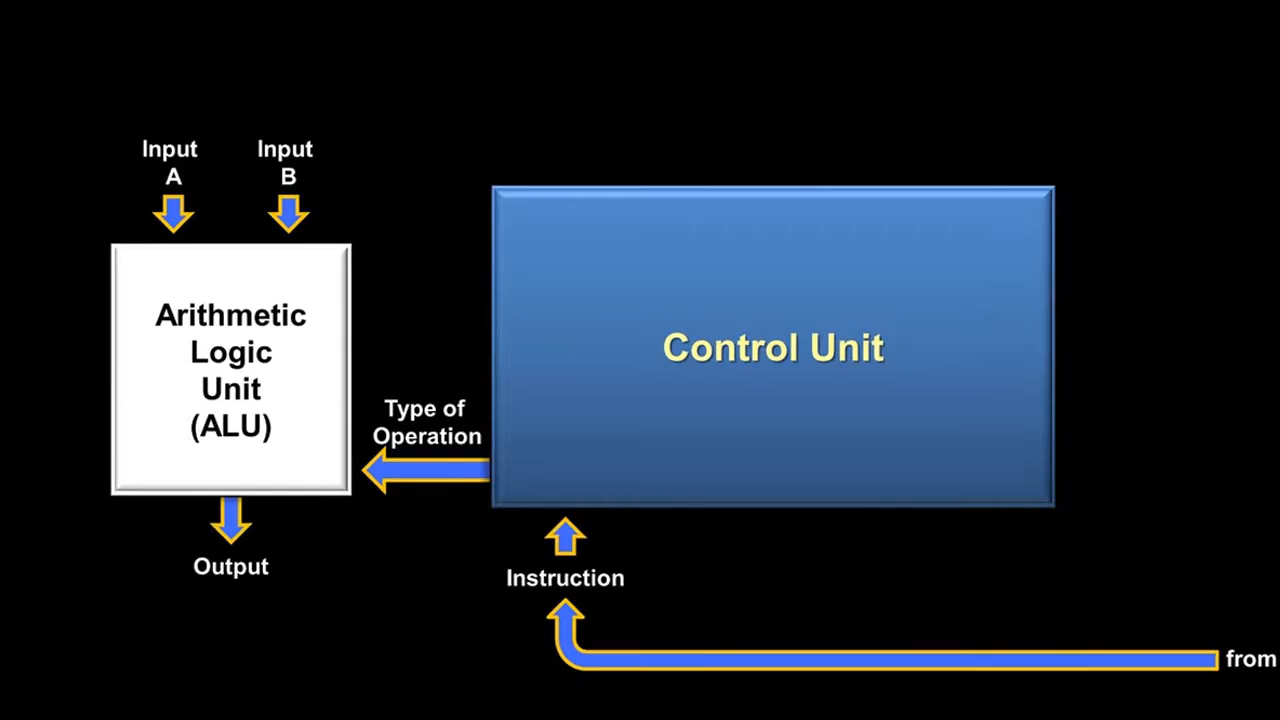 Input
A
Input
B
Arithmetic
Logic
Unit
(ALU)
Control Unit
Type of
Operation
Output
Instruction
from